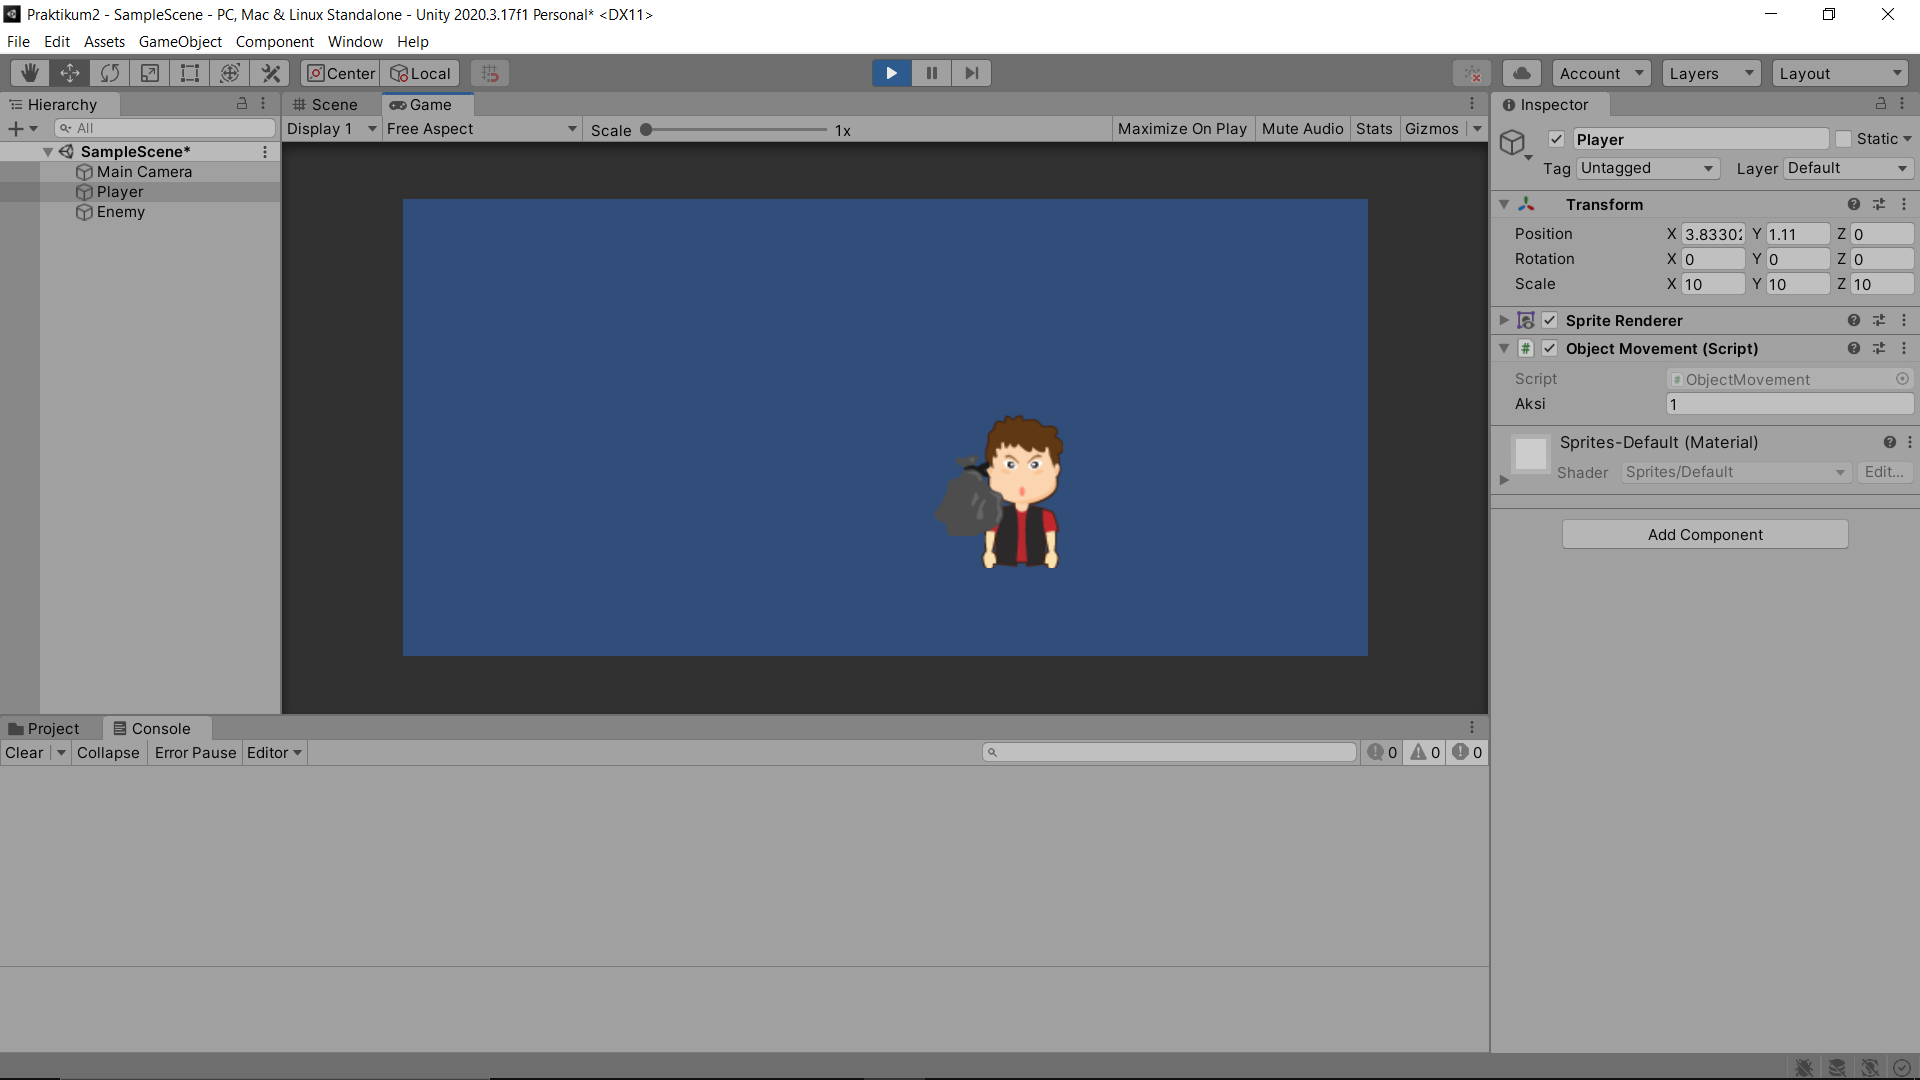 Praktikum2 - SampleScene - PC, Mac & Linux Standalone - Unity 2020.3.17f1 Personal* <DX11>
File Edit Assets GameObject Component Window Help
Center Local Account Layers Layout
Hierarchy Scene Game Inspector
All Display 1 Free Aspect Scale 1x Maximize On Play Mute Audio Stats Gizmos
Player Static
SampleScene*
Main Camera
Player
Enemy
Tag Untagged Layer Default
Transform
Position X 3.8330 Y 1.11 Z 0
Rotation X 0 Y 0 Z 0
Scale X 10 Y 10 Z 10
Sprite Renderer
# Object Movement (Script)
Script # ObjectMovement
Aksi 1
Sprites-Default (Material)
Shader Sprites/Default Edit...
Add Component
Project Console
Clear Collapse Error Pause Editor 0 0 0